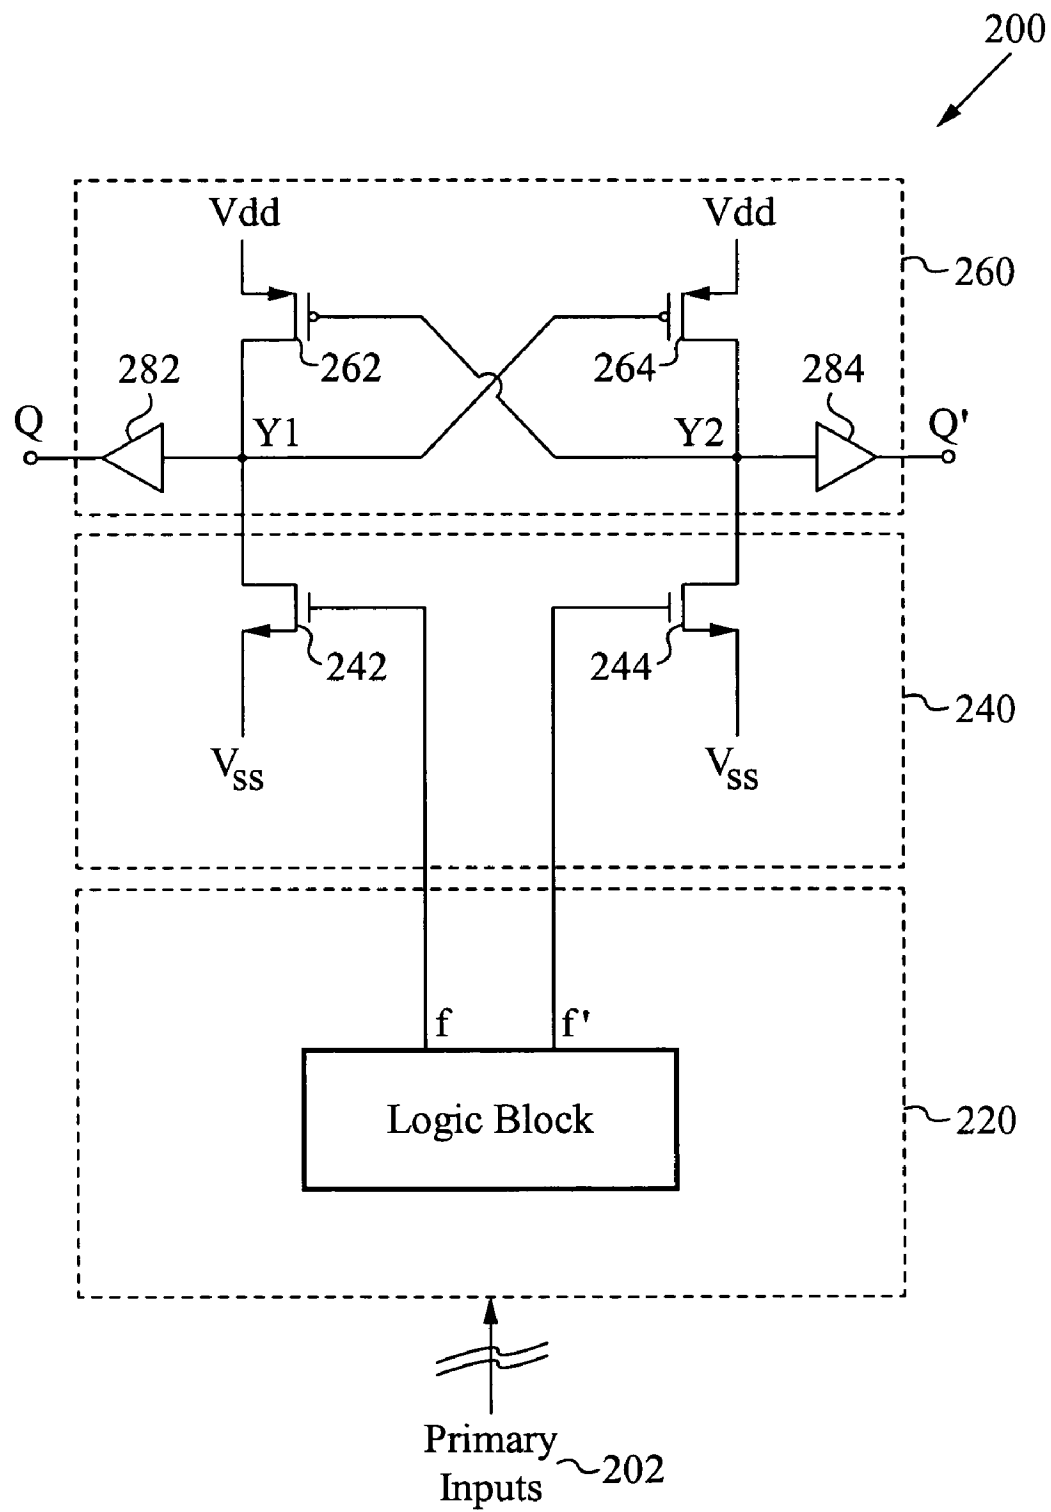 200
Vdd Vdd
260
262 264
282 284
Q Y1 Y2 Q'
242 244
240
Vss Vss
f f'
Logic Block
220
Primary
Inputs
202